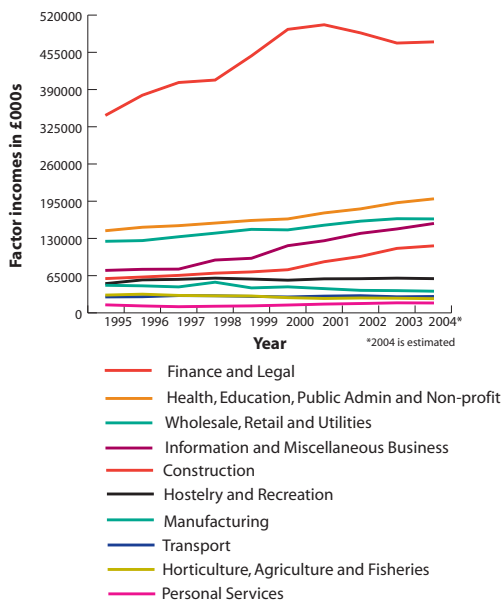 Factor incomes in £000s
520000
455000
390000
325000
260000
195000
130000
65000
0
1995 1996 1997 1998 1999 2000 2001 2002 2003 2004*
Year
*2004 is estimated
Finance and Legal
Health, Education, Public Admin and Non-profit
Wholesale, Retail and Utilities
Information and Miscellaneous Business
Construction
Hostelry and Recreation
Manufacturing
Transport
Horticulture, Agriculture and Fisheries
Personal Services